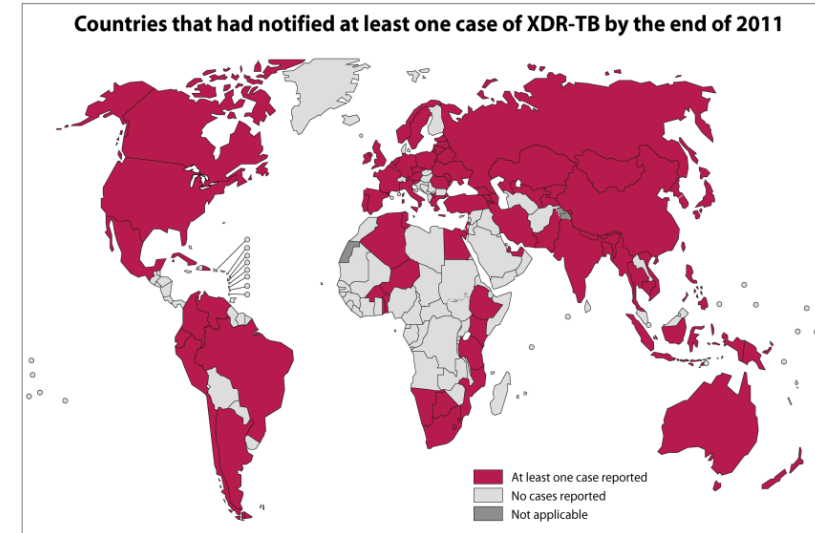 Countries that had notified at least one case of XDR-TB by the end of 2011
At least one case reported
No cases reported
Not applicable